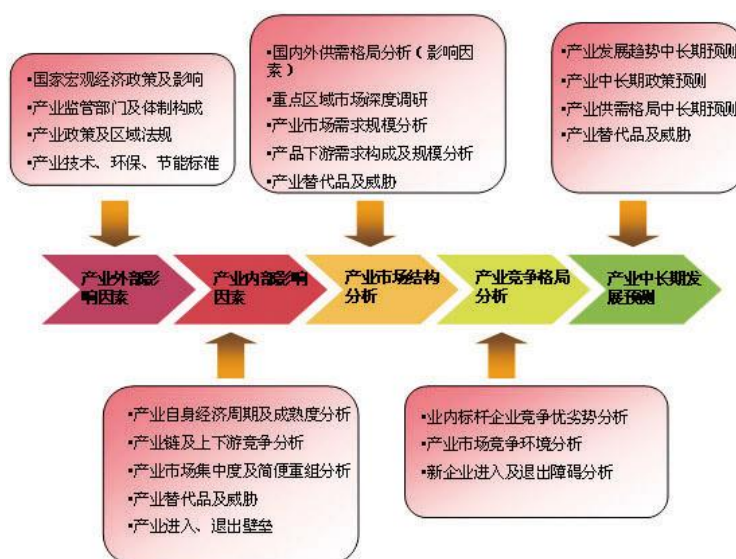 ▪国家宏观经济政策及影响
▪产业监管部门及体制构成
▪产业政策及区域法规
▪产业技术、环保、节能标准
▪国内外供需格局分析（影响因
素）
▪重点区域市场深度调研
▪产业市场需求规模分析
▪产品下游需求构成及规模分析
▪产业替代品及威胁
▪产业发展趋势中长期预测
▪产业中长期政策预测
▪产业供需格局中长期预测
▪产业替代品及威胁
产业外部影
响因素
产业内部影响
因素
产业市场结构
分析
产业竞争格局
分析
产业中长期发
展预测
▪产业自身经济周期及成熟度分析
▪产业链及上下游竞争分析
▪产业市场集中度及简便重组分析
▪产业替代品及威胁
▪产业进入、退出壁垒
▪业内标杆企业竞争优劣势分析
▪产业市场竞争环境分析
▪新企业进入及退出障碍分析